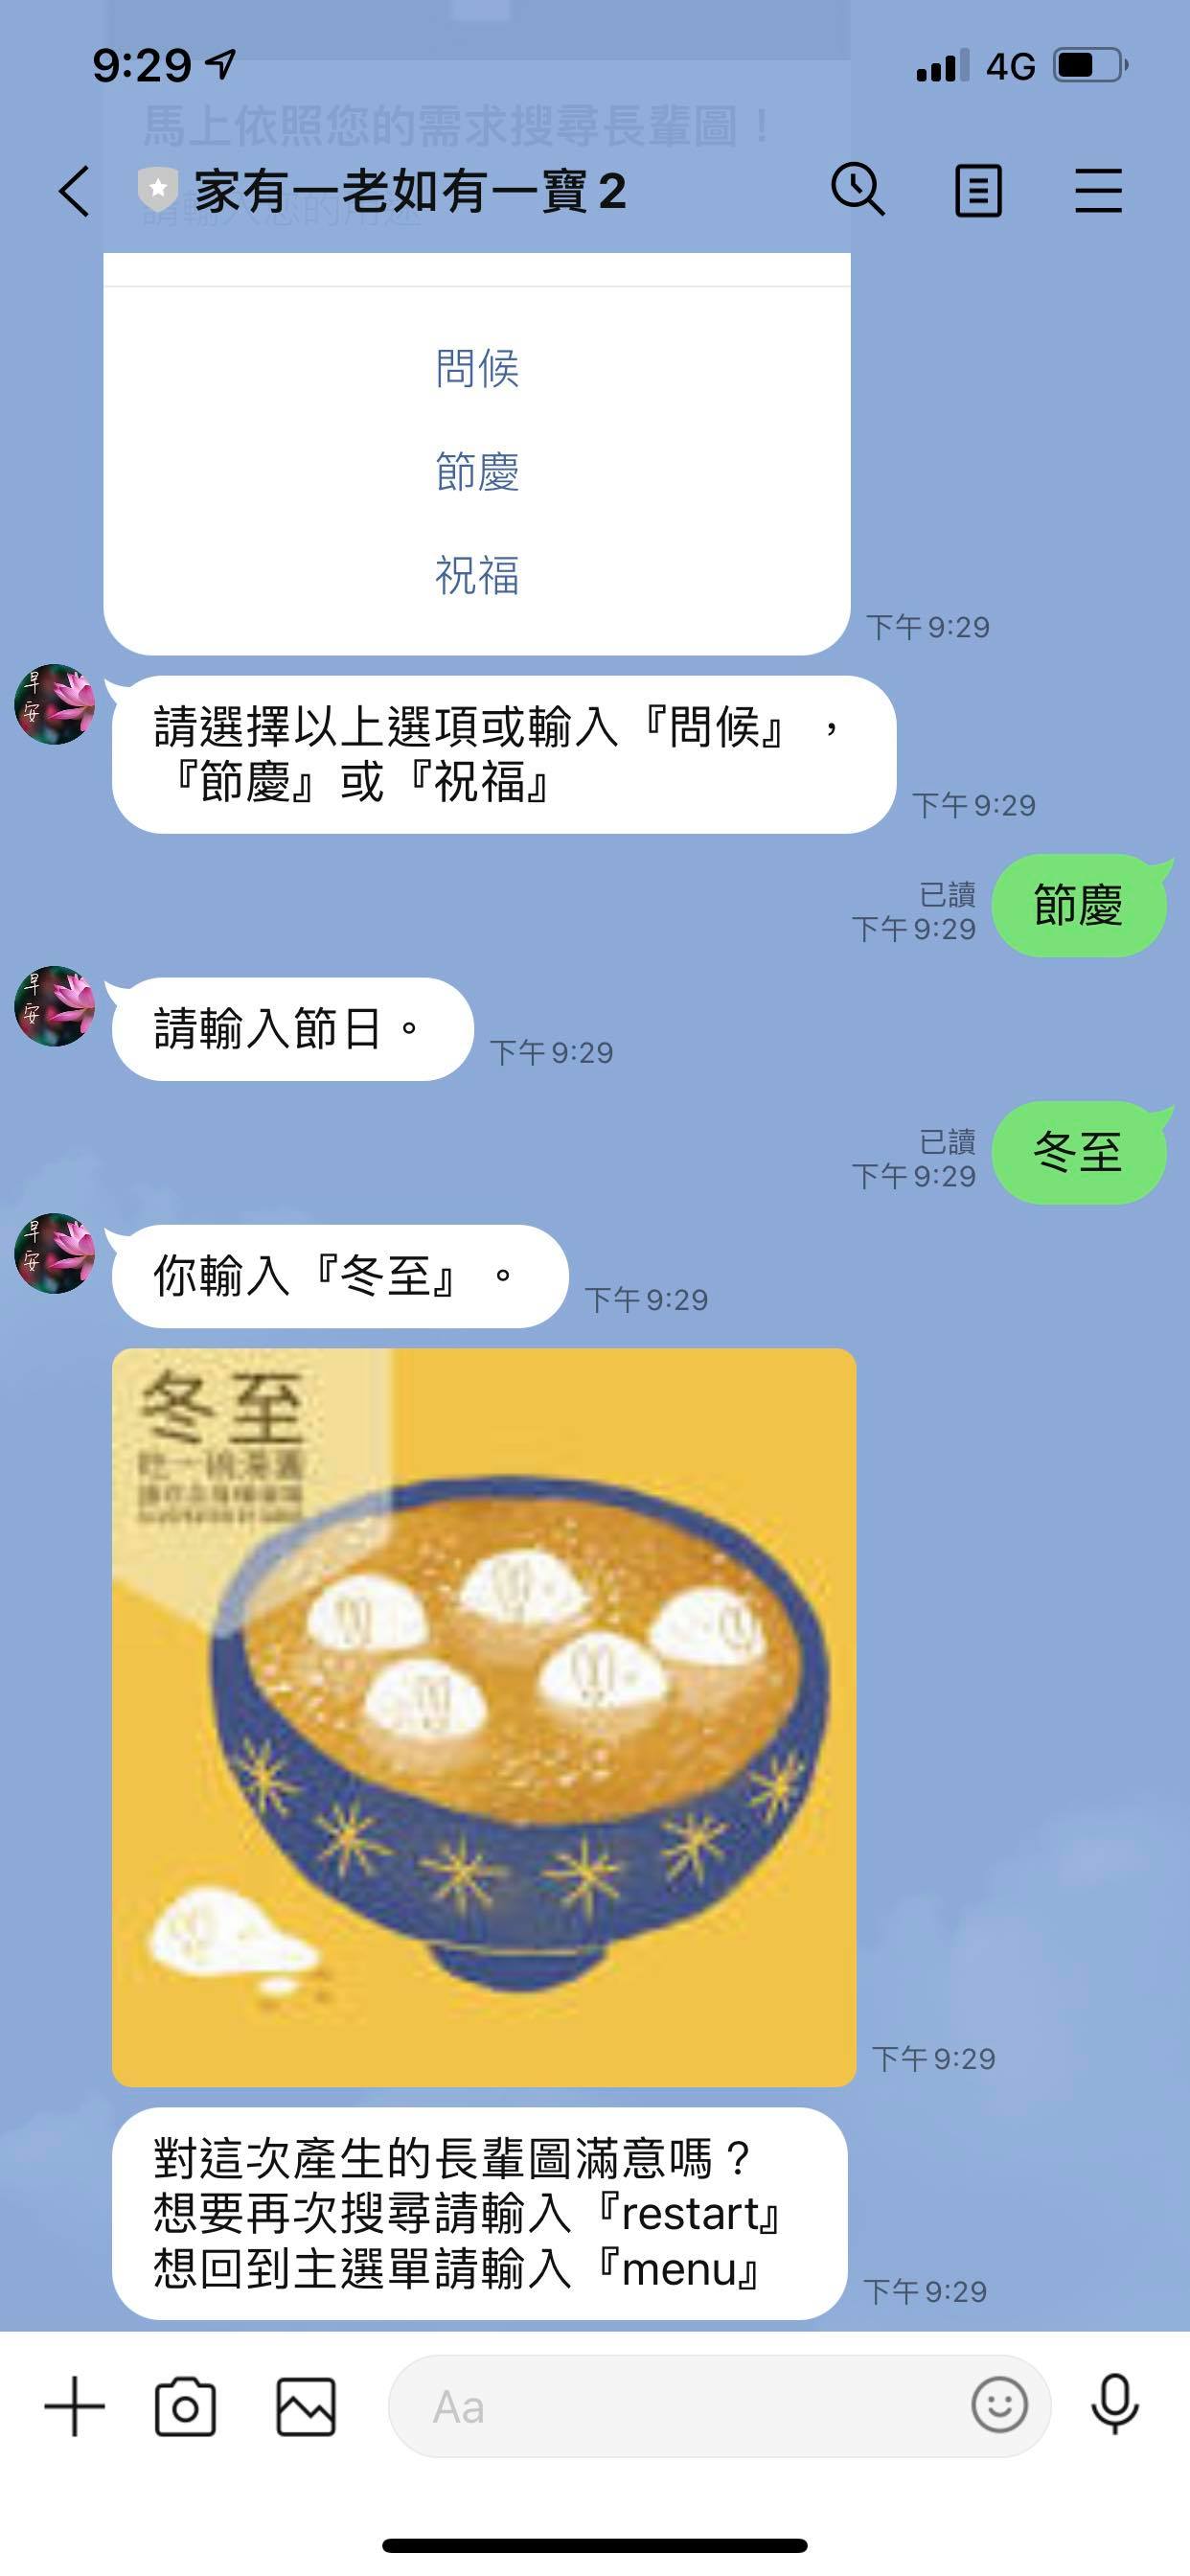 9:29
4G
馬上依照您的需求搜尋長輩圖！
家有一老如有一寶 2
請輸入您的用途
問候
節慶
祝福
下午 9:29
早安
請選擇以上選項或輸入『問候』，
『節慶』或『祝福』
下午 9:29
已讀
下午 9:29
節慶
早安
請輸入節日。
下午 9:29
已讀
下午 9:29
冬至
早安
你輸入『冬至』。
下午 9:29
冬至
吃一碗湯圓
下午 9:29
對這次產生的長輩圖滿意嗎？
想要再次搜尋請輸入『restart』
想回到主選單請輸入『menu』
下午 9:29
Aa